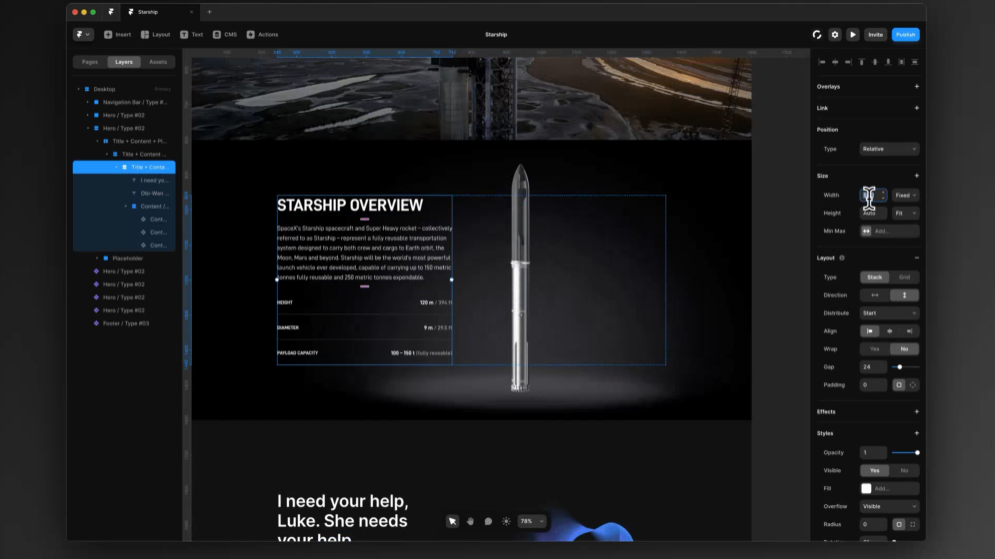 Starship
Insert
Layout
Text
CMS
Actions
Starship
Invite
Publish
Pages
Layers
Assets
Desktop
Primary
Navigation Bar / Type #...
Hero / Type #02
Hero / Type #02
Title + Content + Pl...
Title + Content ...
Title + Conte...
I need yo...
Obi-Wan ...
Content /...
Cont...
Cont...
Cont...
Placeholder
Hero / Type #02
Hero / Type #02
Hero / Type #02
Hero / Type #02
Footer / Type #03
STARSHIP OVERVIEW
SpaceX's Starship spacecraft and Super Heavy rocket – collectively
referred to as Starship – represent a fully reusable transportation
system designed to carry both crew and cargo to Earth orbit, the
Moon, Mars and beyond. Starship will be the world's most powerful
launch vehicle ever developed, capable of carrying up to 150 metric
tonnes fully reusable and 250 metric tonnes expendable.
HEIGHT 120 m / 394 ft
DIAMETER 9 m / 29.5 ft
PAYLOAD CAPACITY 100 – 150 t (fully reusable)
I need your help,
Luke. She needs
your help.
78%
Overlays
Link
Position
Type Relative
Size
Width Fixed
Height Auto Fit
Min Max Add...
Layout
Type Stack Grid
Direction
Distribute Start
Align
Wrap Yes No
Gap 24
Padding 0
Effects
Styles
Opacity 1
Visible Yes No
Fill Add...
Overflow Visible
Radius 0